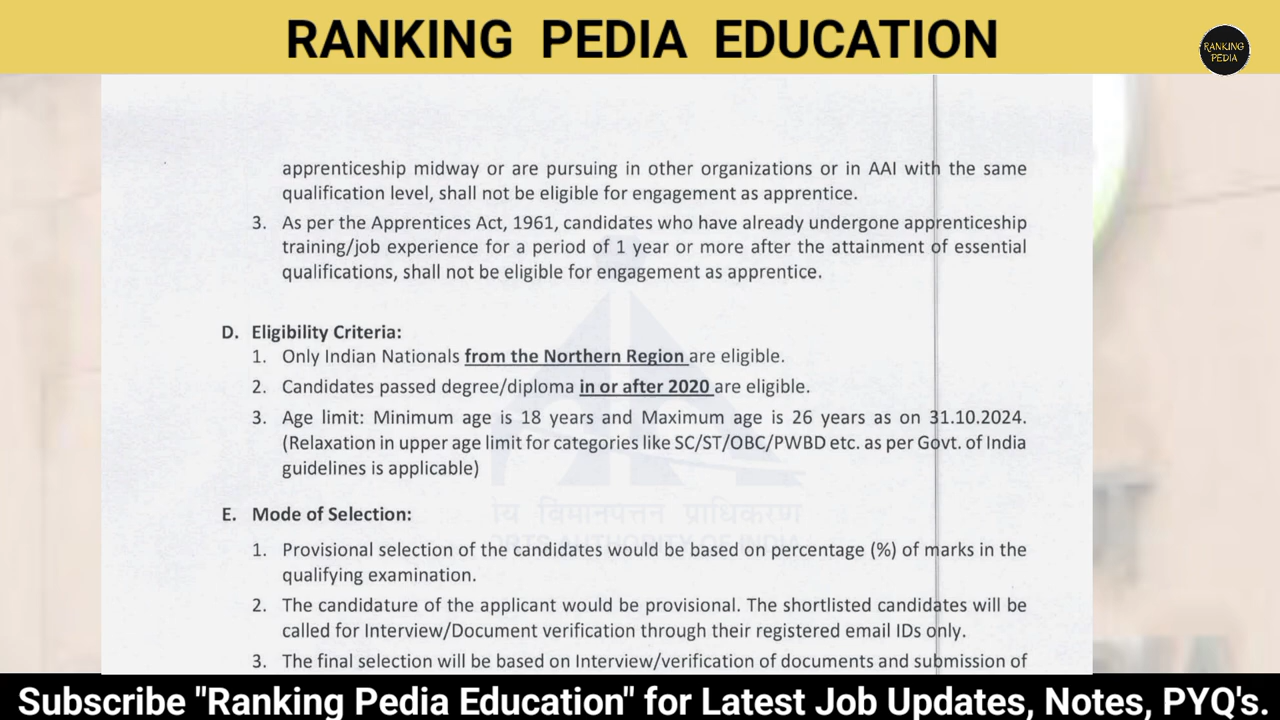 RANKING PEDIA EDUCATION
RANKING
PEDIA
apprenticeship midway or are pursuing in other organizations or in AAI with the same
qualification level, shall not be eligible for engagement as apprentice.
3. As per the Apprentices Act, 1961, candidates who have already undergone apprenticeship
training/job experience for a period of 1 year or more after the attainment of essential
qualifications, shall not be eligible for engagement as apprentice.
D. Eligibility Criteria:
1. Only Indian Nationals from the Northern Region are eligible.
2. Candidates passed degree/diploma in or after 2020 are eligible.
3. Age limit: Minimum age is 18 years and Maximum age is 26 years as on 31.10.2024.
(Relaxation in upper age limit for categories like SC/ST/OBC/PWBD etc. as per Govt. of India
guidelines is applicable)
E. Mode of Selection:
विमानपत्तन प्राधिकरण
AUTHORITY OF INDIA
1. Provisional selection of the candidates would be based on percentage (%) of marks in the
qualifying examination.
2. The candidature of the applicant would be provisional. The shortlisted candidates will be
called for Interview/Document verification through their registered email IDs only.
3. The final selection will be based on Interview/verification of documents and submission of
Subscribe "Ranking Pedia Education" for Latest Job Updates, Notes, PYQ's.